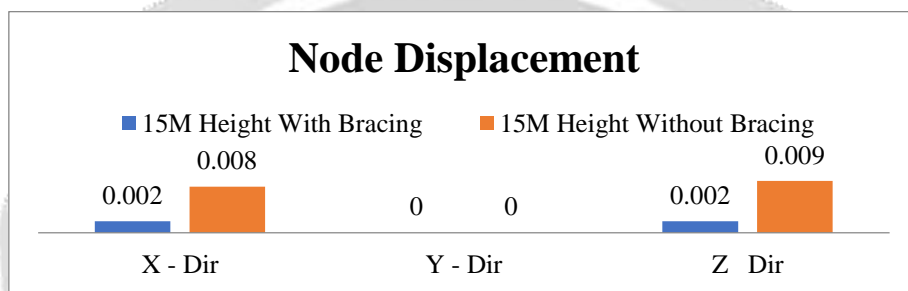 Node Displacement
15M Height With Bracing 15M Height Without Bracing
0.002 0.008 0 0 0.002 0.009
X - Dir Y - Dir Z Dir